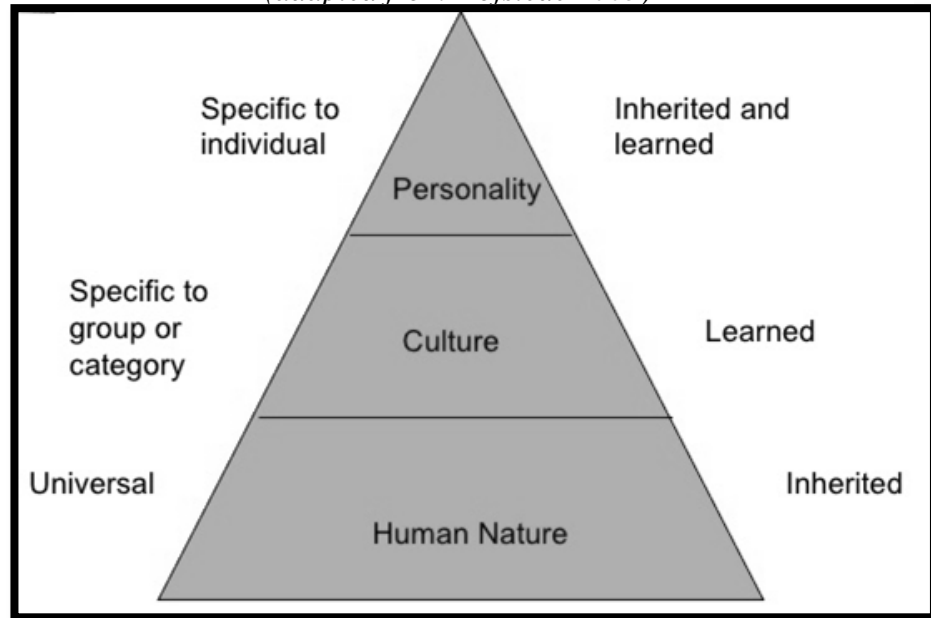 Specific to
individual
Inherited and
learned
Personality
Specific to
group or
category
Culture
Learned
Universal
Inherited
Human Nature